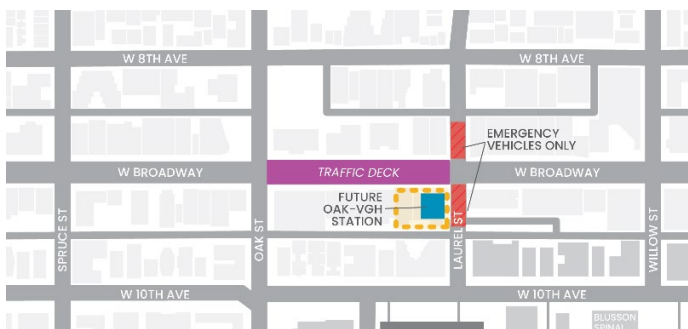 W 8TH AVE
W 8TH AVE
EMERGENCY
VEHICLES ONLY
W BROADWAY
TRAFFIC DECK
W BROADWAY
FUTURE
OAK-VGH
STATION
SPRUCE ST
OAK ST
LAUREL ST
WILLOW ST
W 10TH AVE
W 10TH AVE
BLUSSON
SPINAL